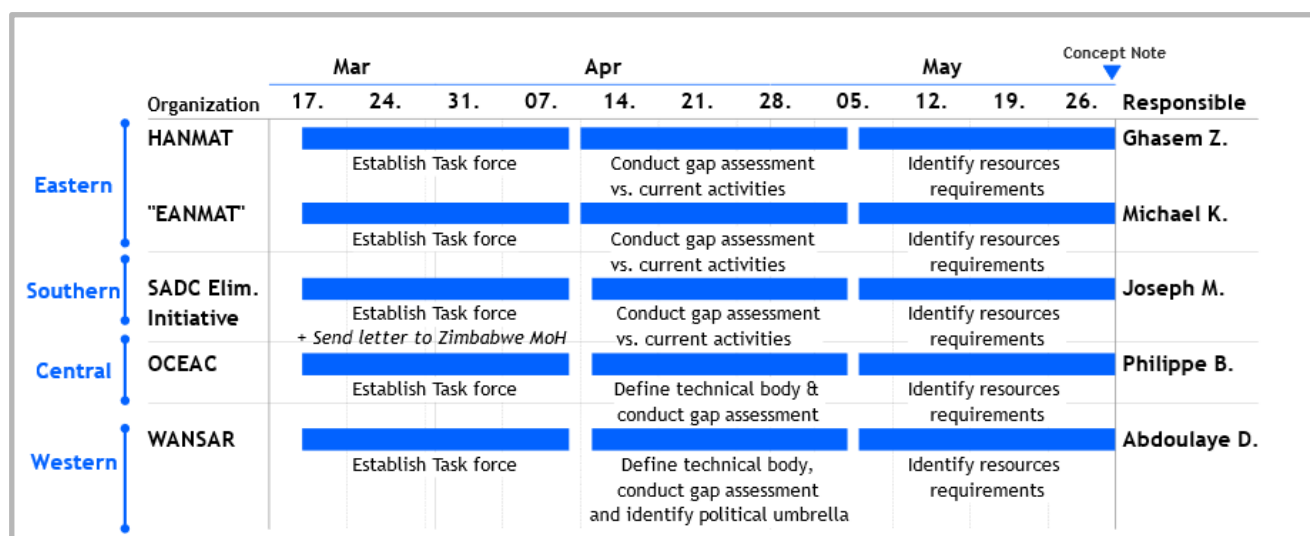 Concept Note
Mar Apr May
Organization 17. 24. 31. 07. 14. 21. 28. 05. 12. 19. 26. Responsible
Eastern
HANMAT Ghasem Z.
Establish Task force Conduct gap assessment Identify resources
vs. current activities requirements
"EANMAT" Michael K.
Establish Task force Conduct gap assessment Identify resources
vs. current activities requirements
Southern
SADC Elim. Joseph M.
Initiative
Establish Task force Conduct gap assessment Identify resources
+ Send letter to Zimbabwe MoH vs. current activities requirements
Central
OCEAC Philippe B.
Establish Task force Define technical body & Identify resources
conduct gap assessment requirements
Western
WANSAR Abdoulaye D.
Establish Task force Define technical body, Identify resources
conduct gap assessment requirements
and identify political umbrella